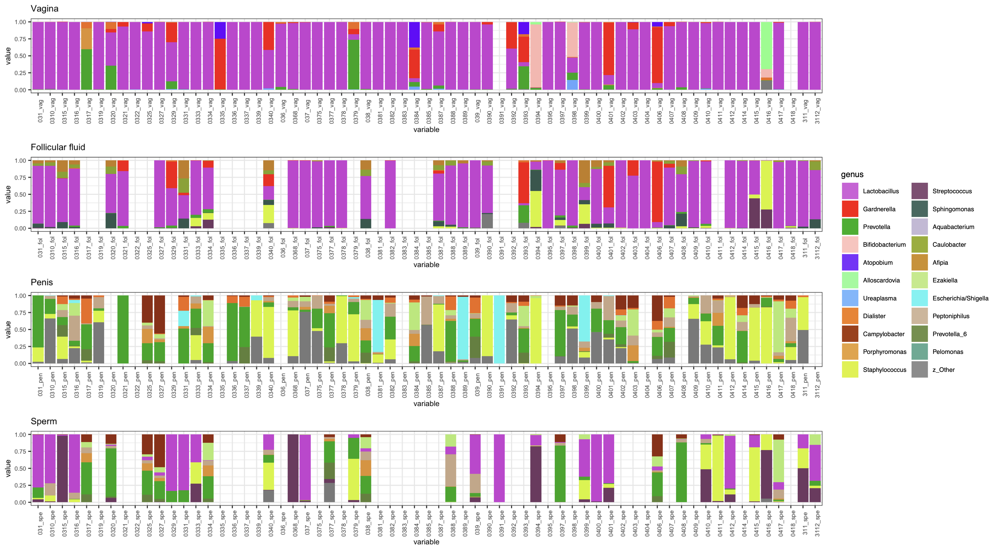 Vagina
1.00
0.75
0.50
0.25
0.00
value
031_vag 0310_vag 0315_vag 0316_vag 0317_vag 0319_vag 0320_vag 0321_vag 0322_vag 0325_vag 0327_vag 0329_vag 0331_vag 0333_vag 0334_vag 0335_vag 0336_vag 0337_vag 0339_vag 0340_vag 036_vag 0368_vag 037_vag 0375_vag 0377_vag 0378_vag 0379_vag 038_vag 0381_vag 0382_vag 0383_vag 0384_vag 0385_vag 0387_vag 0388_vag 0389_vag 039_vag 0390_vag 0391_vag 0392_vag 0393_vag 0394_vag 0395_vag 0397_vag 0398_vag 0399_vag 0400_vag 0401_vag 0402_vag 0403_vag 0404_vag 0406_vag 0407_vag 0408_vag 0409_vag 0410_vag 0411_vag 0412_vag 0414_vag 0415_vag 0416_vag 0417_vag 0418_vag 311_vag 3112_vag
variable
Follicular fluid
1.00
0.75
0.50
0.25
0.00
value
031_fol 0310_fol 0315_fol 0316_fol 0317_fol 0319_fol 0320_fol 0321_fol 0322_fol 0325_fol 0327_fol 0329_fol 0331_fol 0333_fol 0334_fol 0335_fol 0336_fol 0337_fol 0339_fol 0340_fol 036_fol 0368_fol 037_fol 0375_fol 0377_fol 0378_fol 0379_fol 038_fol 0381_fol 0382_fol 0383_fol 0384_fol 0385_fol 0387_fol 0388_fol 0389_fol 039_fol 0390_fol 0391_fol 0392_fol 0393_fol 0394_fol 0395_fol 0397_fol 0398_fol 0399_fol 0400_fol 0401_fol 0402_fol 0403_fol 0404_fol 0406_fol 0407_fol 0408_fol 0409_fol 0410_fol 0411_fol 0412_fol 0414_fol 0415_fol 0416_fol 0417_fol 0418_fol 311_fol 3112_fol
variable
Penis
1.00
0.75
0.50
0.25
0.00
value
031_pen 0310_pen 0315_pen 0316_pen 0317_pen 0319_pen 0320_pen 0321_pen 0322_pen 0325_pen 0327_pen 0329_pen 0331_pen 0333_pen 0334_pen 0335_pen 0336_pen 0337_pen 0339_pen 0340_pen 036_pen 0368_pen 037_pen 0375_pen 0377_pen 0378_pen 0379_pen 038_pen 0381_pen 0382_pen 0383_pen 0384_pen 0385_pen 0387_pen 0388_pen 0389_pen 039_pen 0390_pen 0391_pen 0392_pen 0393_pen 0394_pen 0395_pen 0397_pen 0398_pen 0399_pen 0400_pen 0401_pen 0402_pen 0403_pen 0404_pen 0406_pen 0407_pen 0408_pen 0409_pen 0410_pen 0411_pen 0412_pen 0414_pen 0415_pen 0416_pen 0417_pen 0418_pen 311_pen 3112_pen
variable
Sperm
1.00
0.75
0.50
0.25
0.00
value
031_spe 0310_spe 0315_spe 0316_spe 0317_spe 0319_spe 0320_spe 0321_spe 0322_spe 0325_spe 0327_spe 0329_spe 0331_spe 0333_spe 0334_spe 0335_spe 0336_spe 0337_spe 0339_spe 0340_spe 036_spe 0368_spe 037_spe 0375_spe 0377_spe 0378_spe 0379_spe 038_spe 0381_spe 0382_spe 0383_spe 0384_spe 0385_spe 0387_spe 0388_spe 0389_spe 039_spe 0390_spe 0391_spe 0392_spe 0393_spe 0394_spe 0395_spe 0397_spe 0398_spe 0399_spe 0400_spe 0401_spe 0402_spe 0403_spe 0404_spe 0406_spe 0407_spe 0408_spe 0409_spe 0410_spe 0411_spe 0412_spe 0414_spe 0415_spe 0416_spe 0417_spe 0418_spe 311_spe 3112_spe
variable
genus
Lactobacillus
Gardnerella
Prevotella
Bifidobacterium
Atopobium
Alloscardovia
Ureaplasma
Dialister
Campylobacter
Porphyromonas
Staphylococcus
Streptococcus
Sphingomonas
Aquabacterium
Caulobacter
Afipia
Ezakiella
Escherichia/Shigella
Peptoniphilus
Prevotella_6
Pelomonas
z_Other